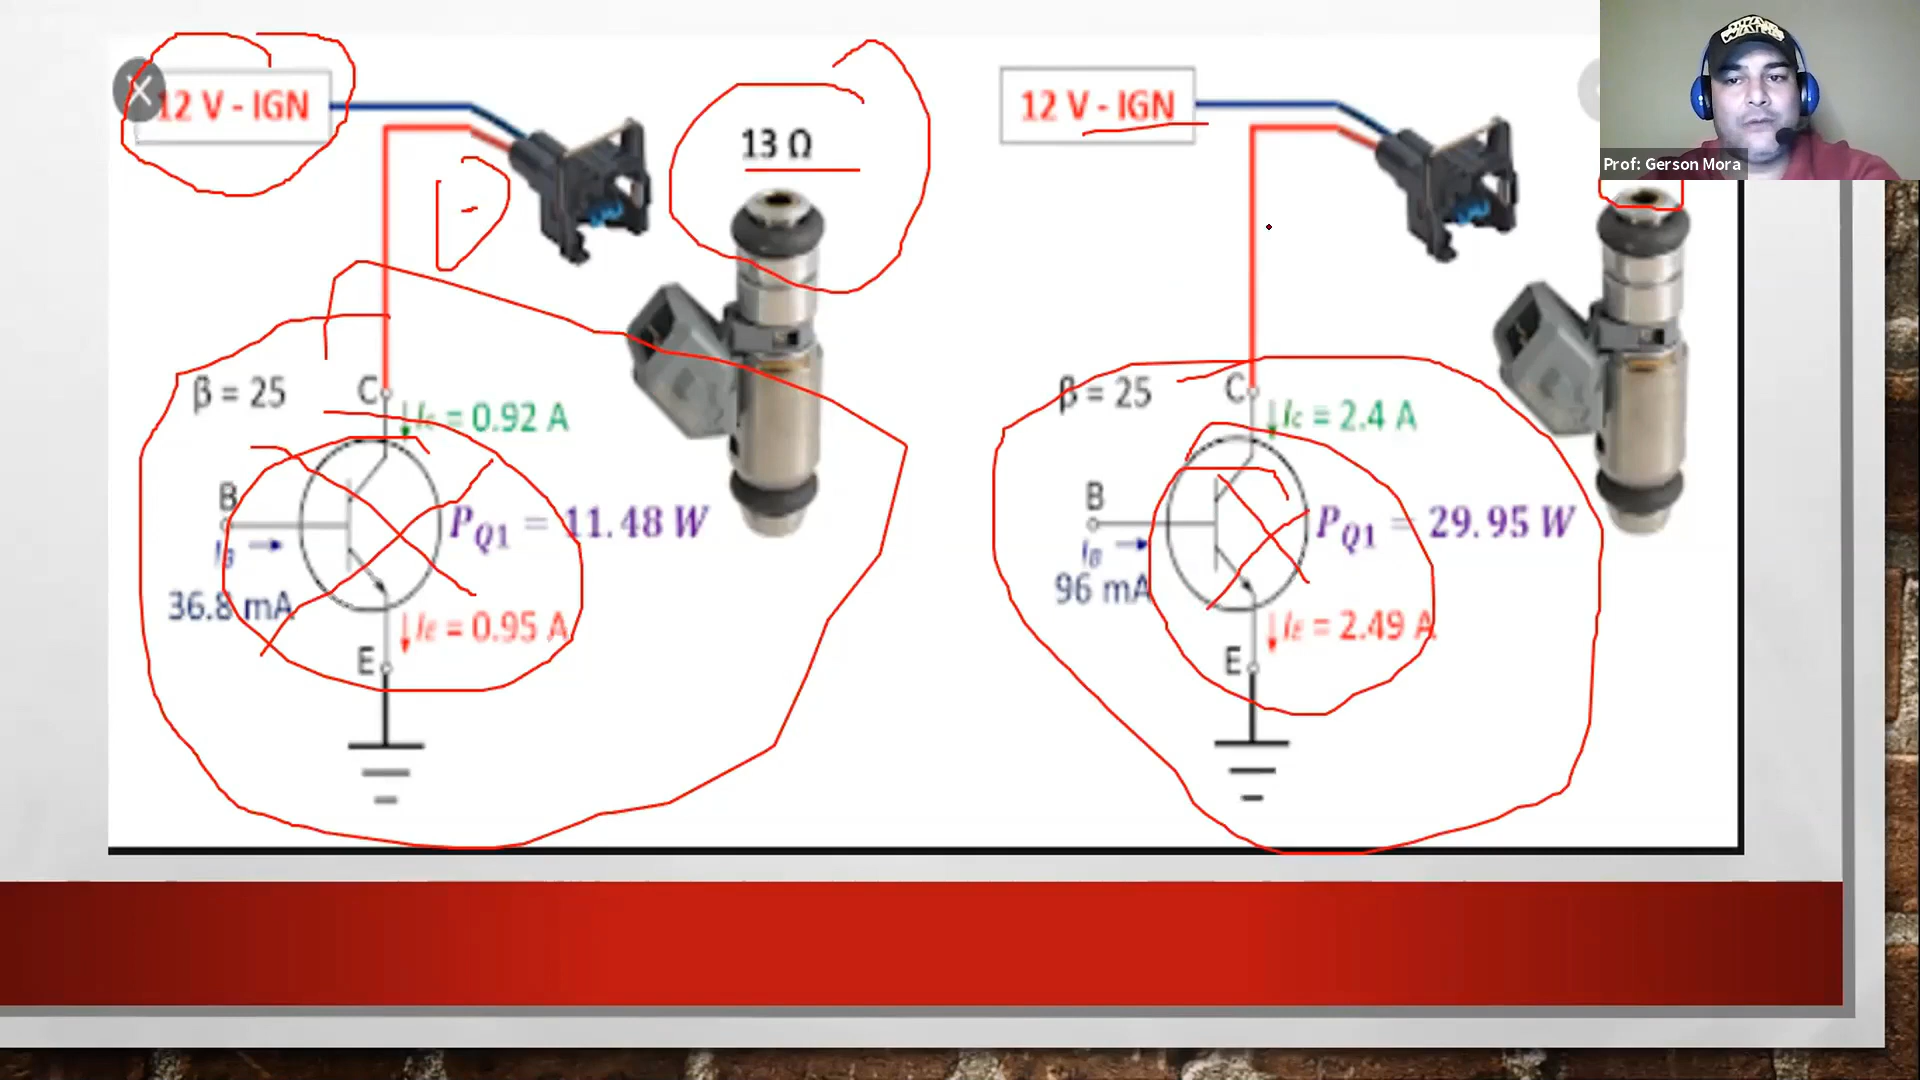 12 V - IGN
13 Ω
β = 25
C
Ic = 0.92 A
B
IB
36.8 mA
PQ1 = 11.48 W
IE = 0.95 A
E
12 V - IGN
β = 25
C
Ic = 2.4 A
B
IB
96 mA
PQ1 = 29.95 W
IE = 2.49 A
E
Prof: Gerson Mora